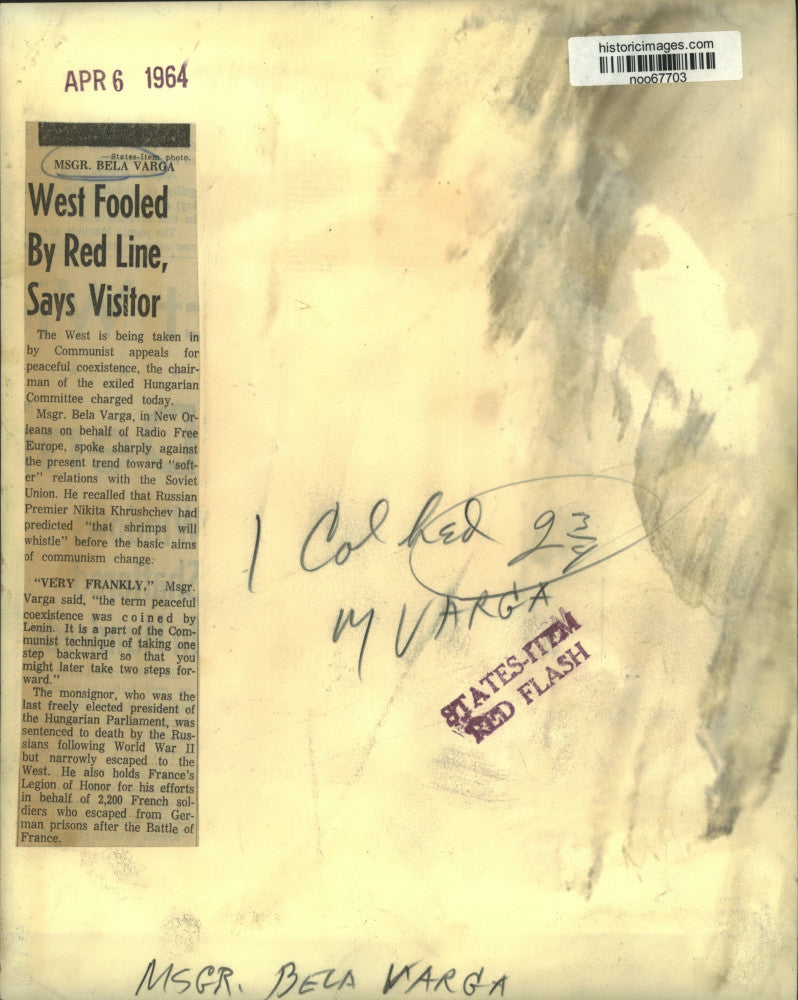 historicimages.com
noo67703
APR 6 1964
—States-Item photo.
MSGR. BELA VARGA
West Fooled
By Red Line,
Says Visitor
The West is being taken in
by Communist appeals for
peaceful coexistence, the chair-
man of the exiled Hungarian
Committee charged today.
Msgr. Bela Varga, in New Or-
leans on behalf of Radio Free
Europe, spoke sharply against
the present trend toward "soft-
er" relations with the Soviet
Union. He recalled that Russian
Premier Nikita Khrushchev had
predicted "that shrimps will
whistle" before the basic aims
of communism change.
"VERY FRANKLY," Msgr.
Varga said, "the term peaceful
coexistence was coined by
Lenin. It is a part of the Com-
munist technique of taking one
step backward so that you
might later take two steps for-
ward."
The monsignor, who was the
last freely elected president of
the Hungarian Parliament, was
sentenced to death by the Rus-
sians following World War II
but narrowly escaped to the
West. He also holds France's
Legion of Honor for his efforts
in behalf of 2,200 French sol-
diers who escaped from Ger-
man prisons after the Battle of
France.
1 Col Red 2 3/4
M VARGA
STATES-ITEM
RED FLASH
MSGR. BELA VARGA